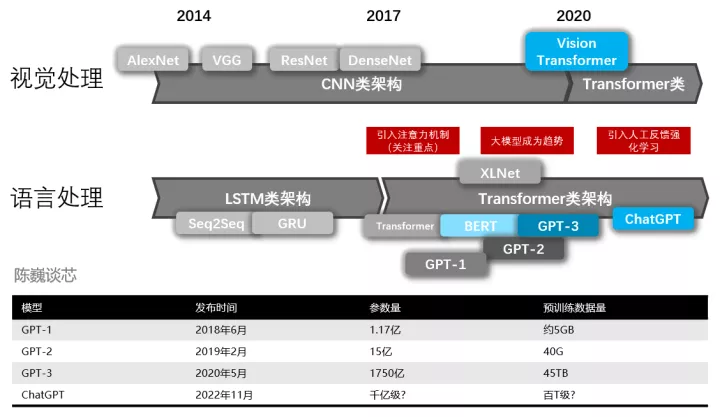 2014 2017 2020
AlexNet VGG ResNet DenseNet Vision Transformer
视觉处理 CNN类架构 Transformer类
引入注意力机制（关注重点） 大模型成为趋势 引入人工反馈强化学习
XLNet
语言处理 LSTM类架构 Transformer类架构
Seq2Seq GRU Transformer BERT GPT-3 ChatGPT
GPT-1 GPT-2
陈巍谈芯
模型 发布时间 参数量 预训练数据量
GPT-1 2018年6月 1.17亿 约5GB
GPT-2 2019年2月 15亿 40G
GPT-3 2020年5月 1750亿 45TB
ChatGPT 2022年11月 千亿级? 百T级?